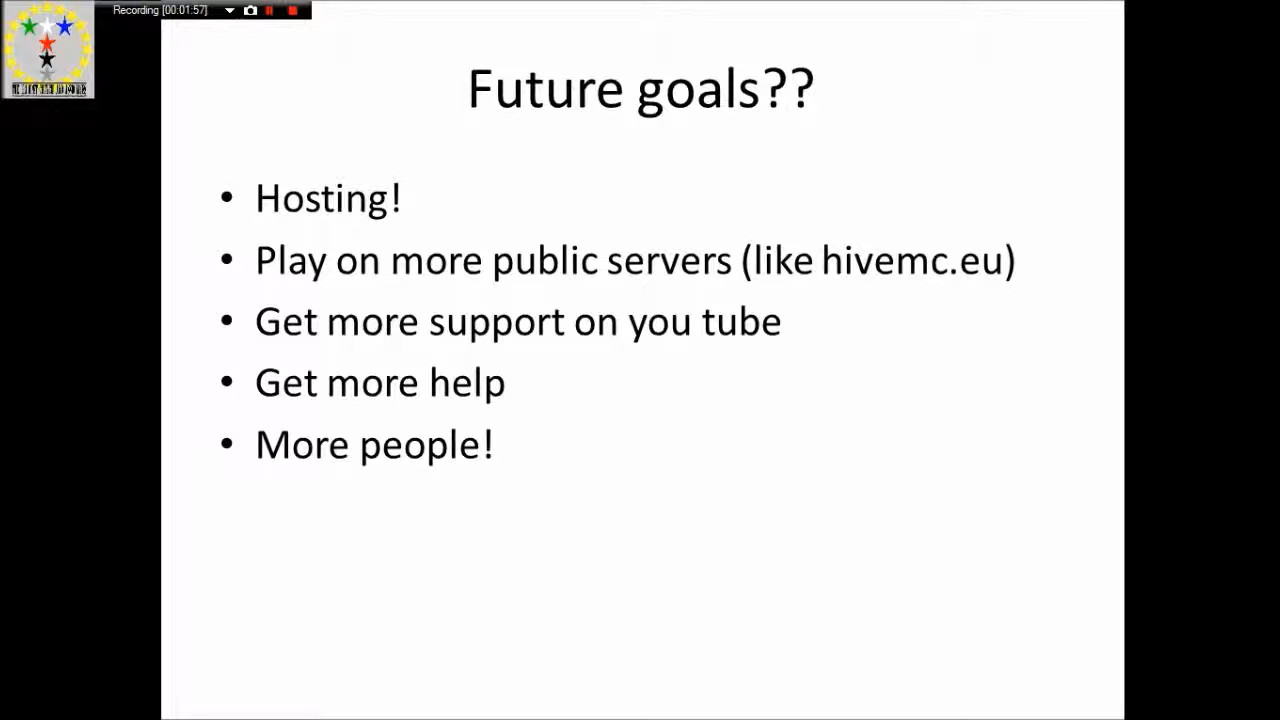 Recording [00:01:57]
Future goals??
• Hosting!
• Play on more public servers (like hivemc.eu)
• Get more support on you tube
• Get more help
• More people!